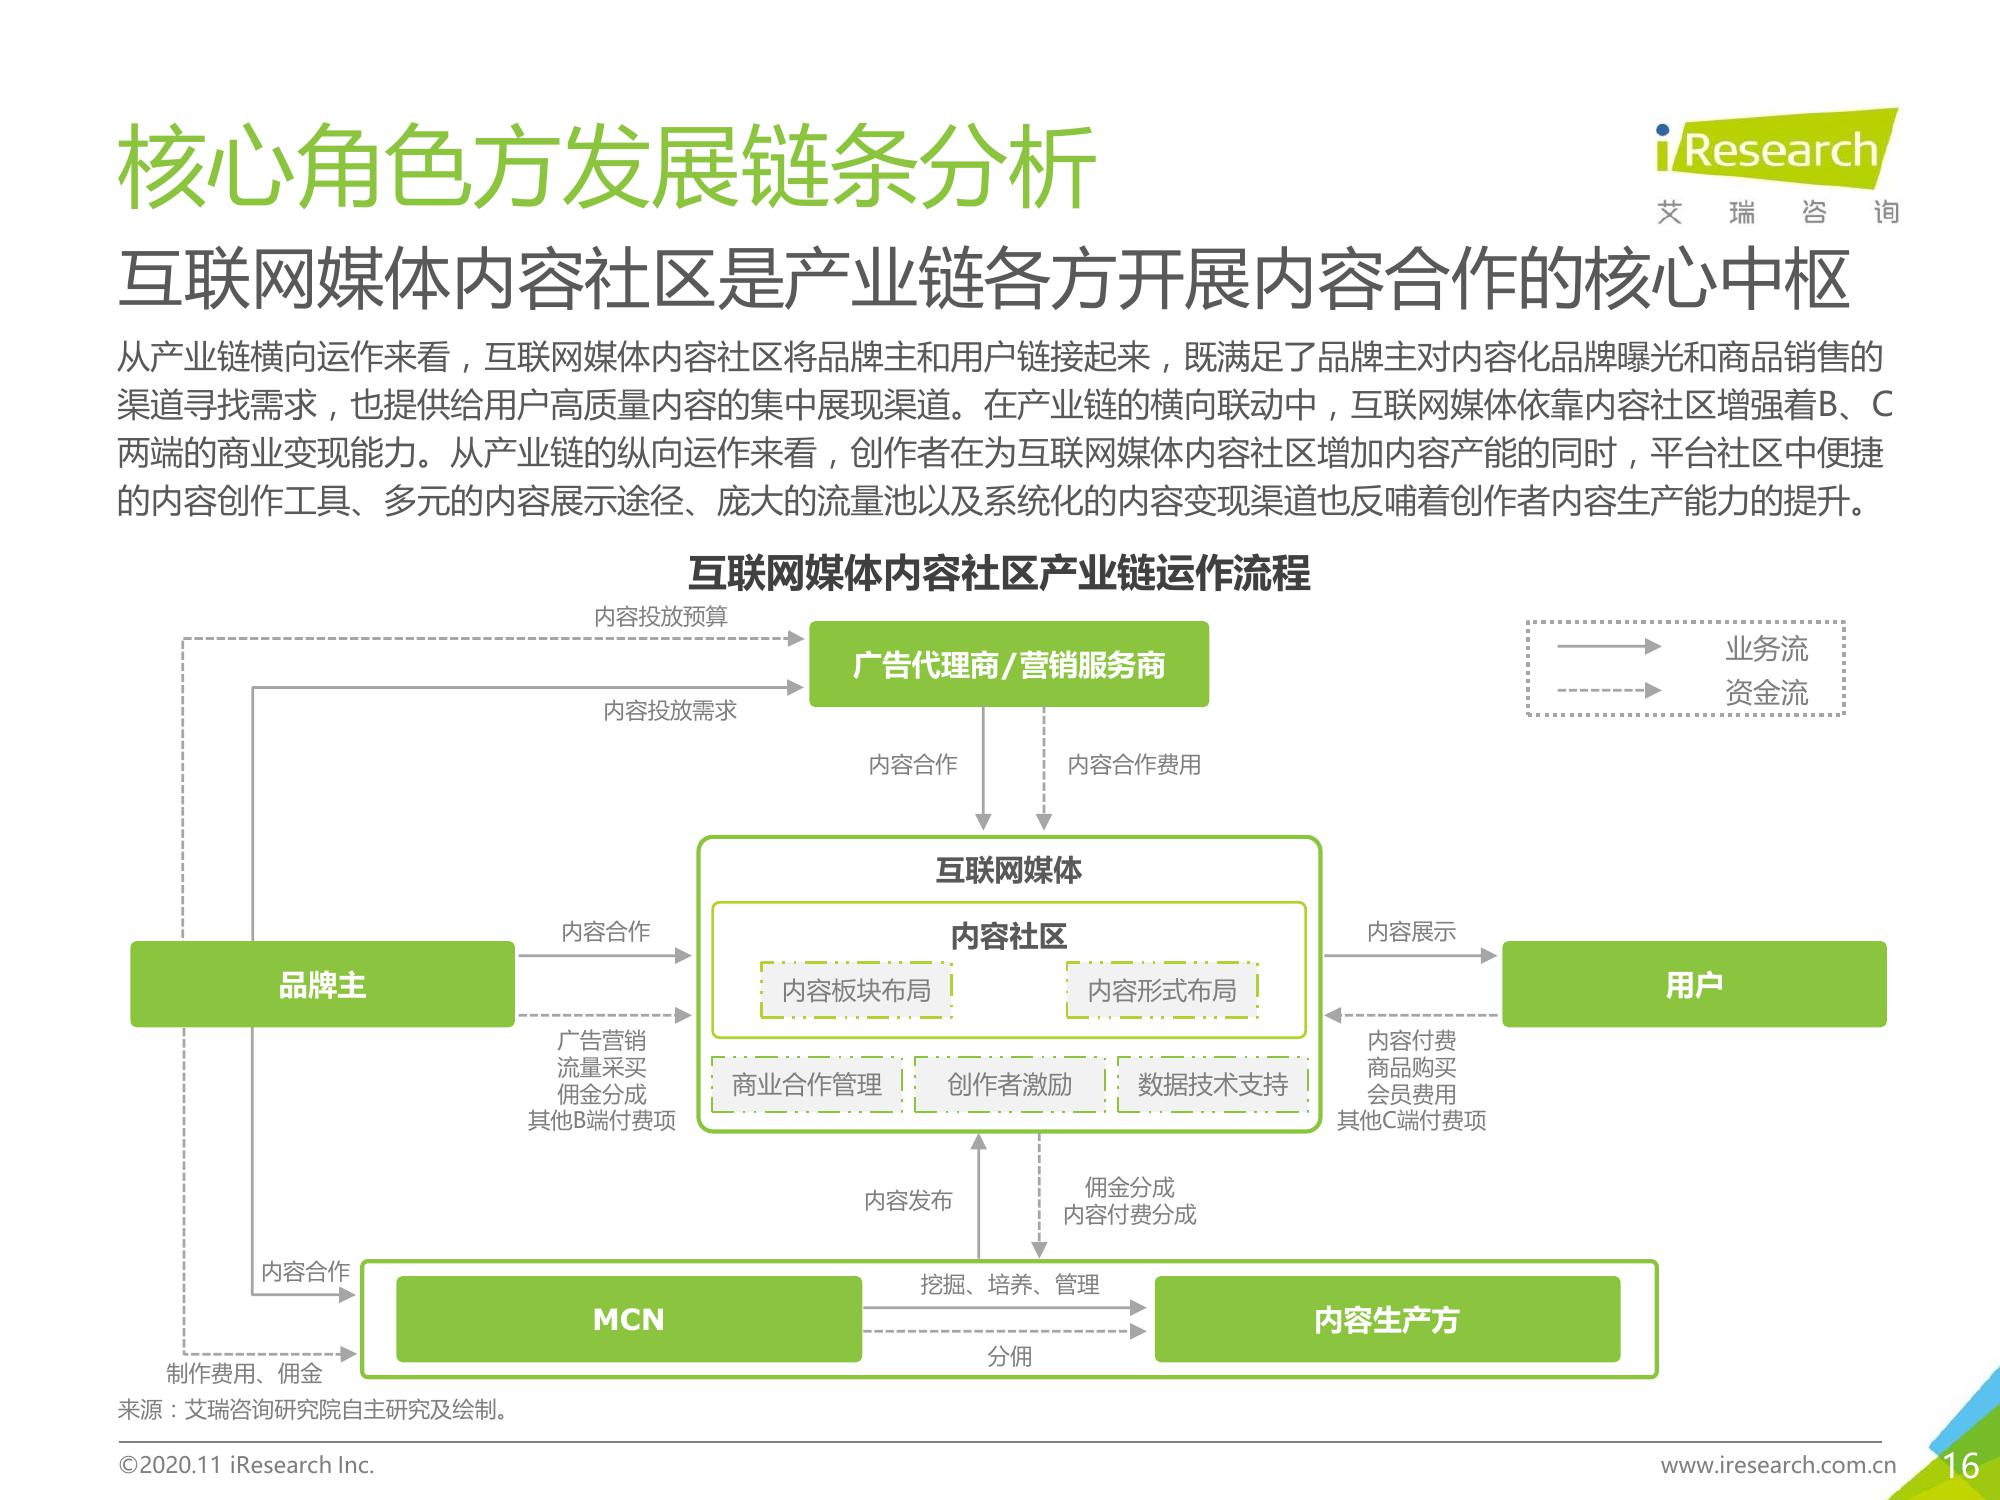 核心角色方发展链条分析
iResearch
艾瑞咨询
互联网媒体内容社区是产业链各方开展内容合作的核心中枢
从产业链横向运作来看，互联网媒体内容社区将品牌主和用户链接起来，既满足了品牌主对内容化品牌曝光和商品销售的
渠道寻找需求，也提供给用户高质量内容的集中展现渠道。在产业链的横向联动中，互联网媒体依靠内容社区增强着B、C
两端的商业变现能力。从产业链的纵向运作来看，创作者在为互联网媒体内容社区增加内容产能的同时，平台社区中便捷
的内容创作工具、多元的内容展示途径、庞大的流量池以及系统化的内容变现渠道也反哺着创作者内容生产能力的提升。
互联网媒体内容社区产业链运作流程
内容投放预算
广告代理商/营销服务商
业务流
资金流
内容投放需求
内容合作
内容合作费用
互联网媒体
内容社区
内容板块布局
内容形式布局
商业合作管理
创作者激励
数据技术支持
品牌主
内容合作
广告营销
流量采买
佣金分成
其他B端付费项
内容展示
用户
内容付费
商品购买
会员费用
其他C端付费项
内容发布
佣金分成
内容付费分成
内容合作
制作费用、佣金
MCN
挖掘、培养、管理
分佣
内容生产方
来源：艾瑞咨询研究院自主研究及绘制。
©2020.11 iResearch Inc.
www.iresearch.com.cn
16